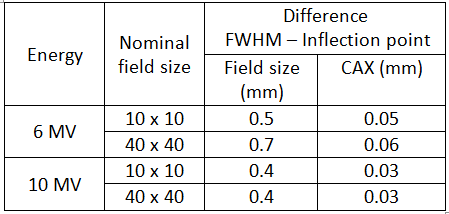 Energy
Nominal
field size
Difference
FWHM – Inflection point
Field size
(mm)
CAX (mm)
6 MV
10 x 10
0.5
0.05
40 x 40
0.7
0.06
10 MV
10 x 10
0.4
0.03
40 x 40
0.4
0.03